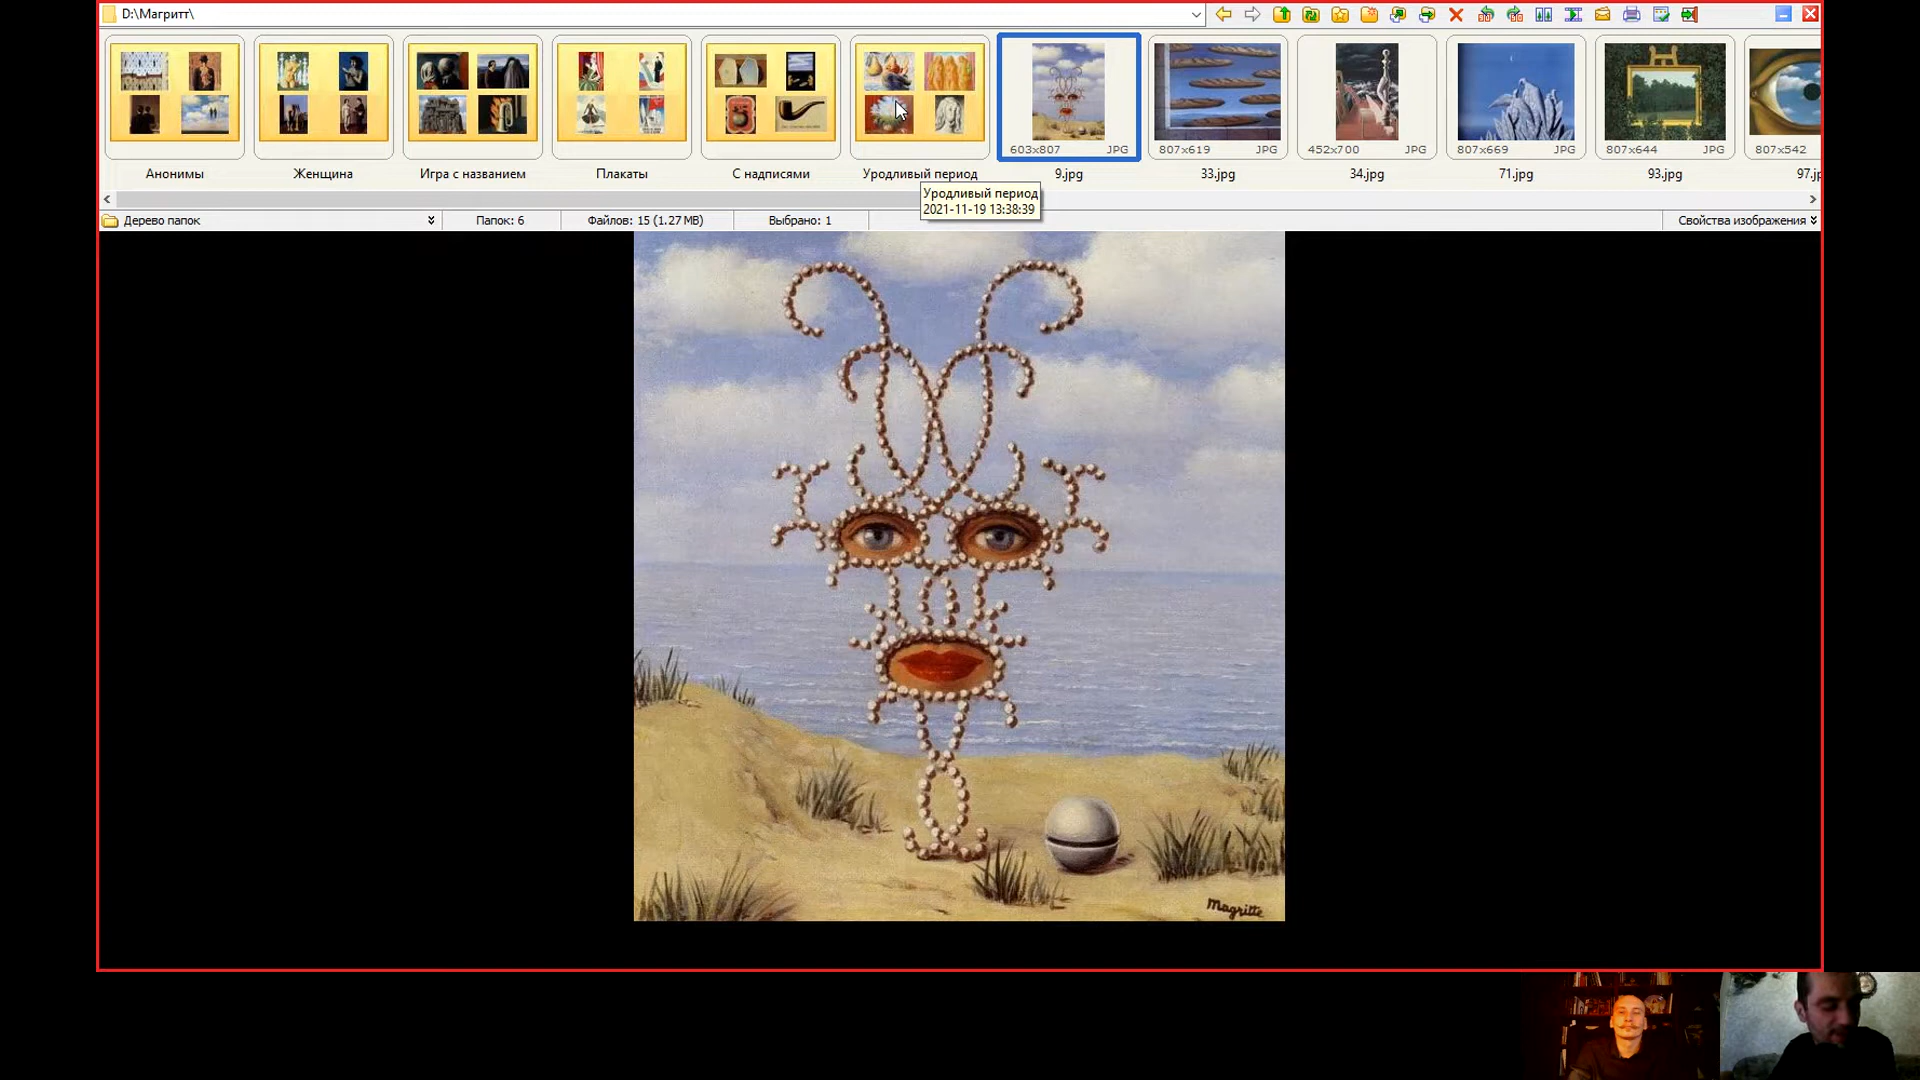 D:\Магритт\
603x807 JPG
807x619 JPG
452x700 JPG
807x669 JPG
807x644 JPG
807x542
Анонимы
Женщина
Игра с названием
Плакаты
С надписями
Уродливый период
9.jpg
33.jpg
34.jpg
71.jpg
93.jpg
97.jp
Уродливый период
2021-11-19 13:38:39
Дерево папок
Папок: 6
Файлов: 15 (1.27 MB)
Выбрано: 1
Свойства изображения
Magritte